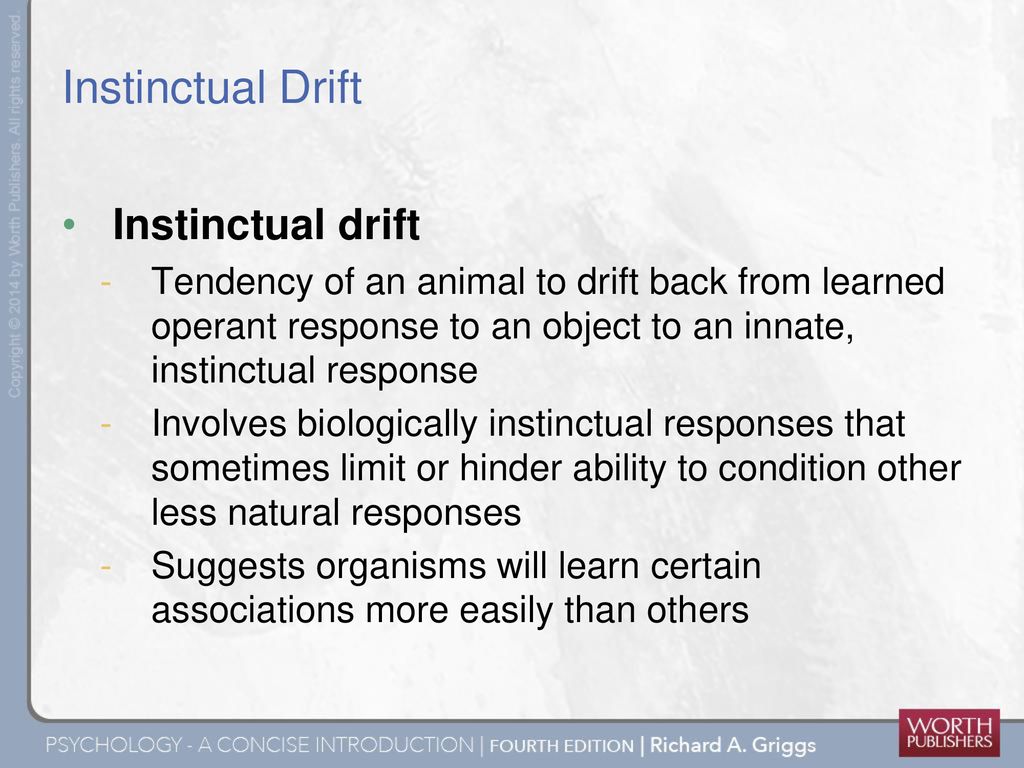 Copyright © 2014 by Worth Publishers. All rights reserved.
Instinctual Drift
• Instinctual drift
- Tendency of an animal to drift back from learned
operant response to an object to an innate,
instinctual response
- Involves biologically instinctual responses that
sometimes limit or hinder ability to condition other
less natural responses
- Suggests organisms will learn certain
associations more easily than others
PSYCHOLOGY - A CONCISE INTRODUCTION | FOURTH EDITION | Richard A. Griggs
WORTH
PUBLISHERS